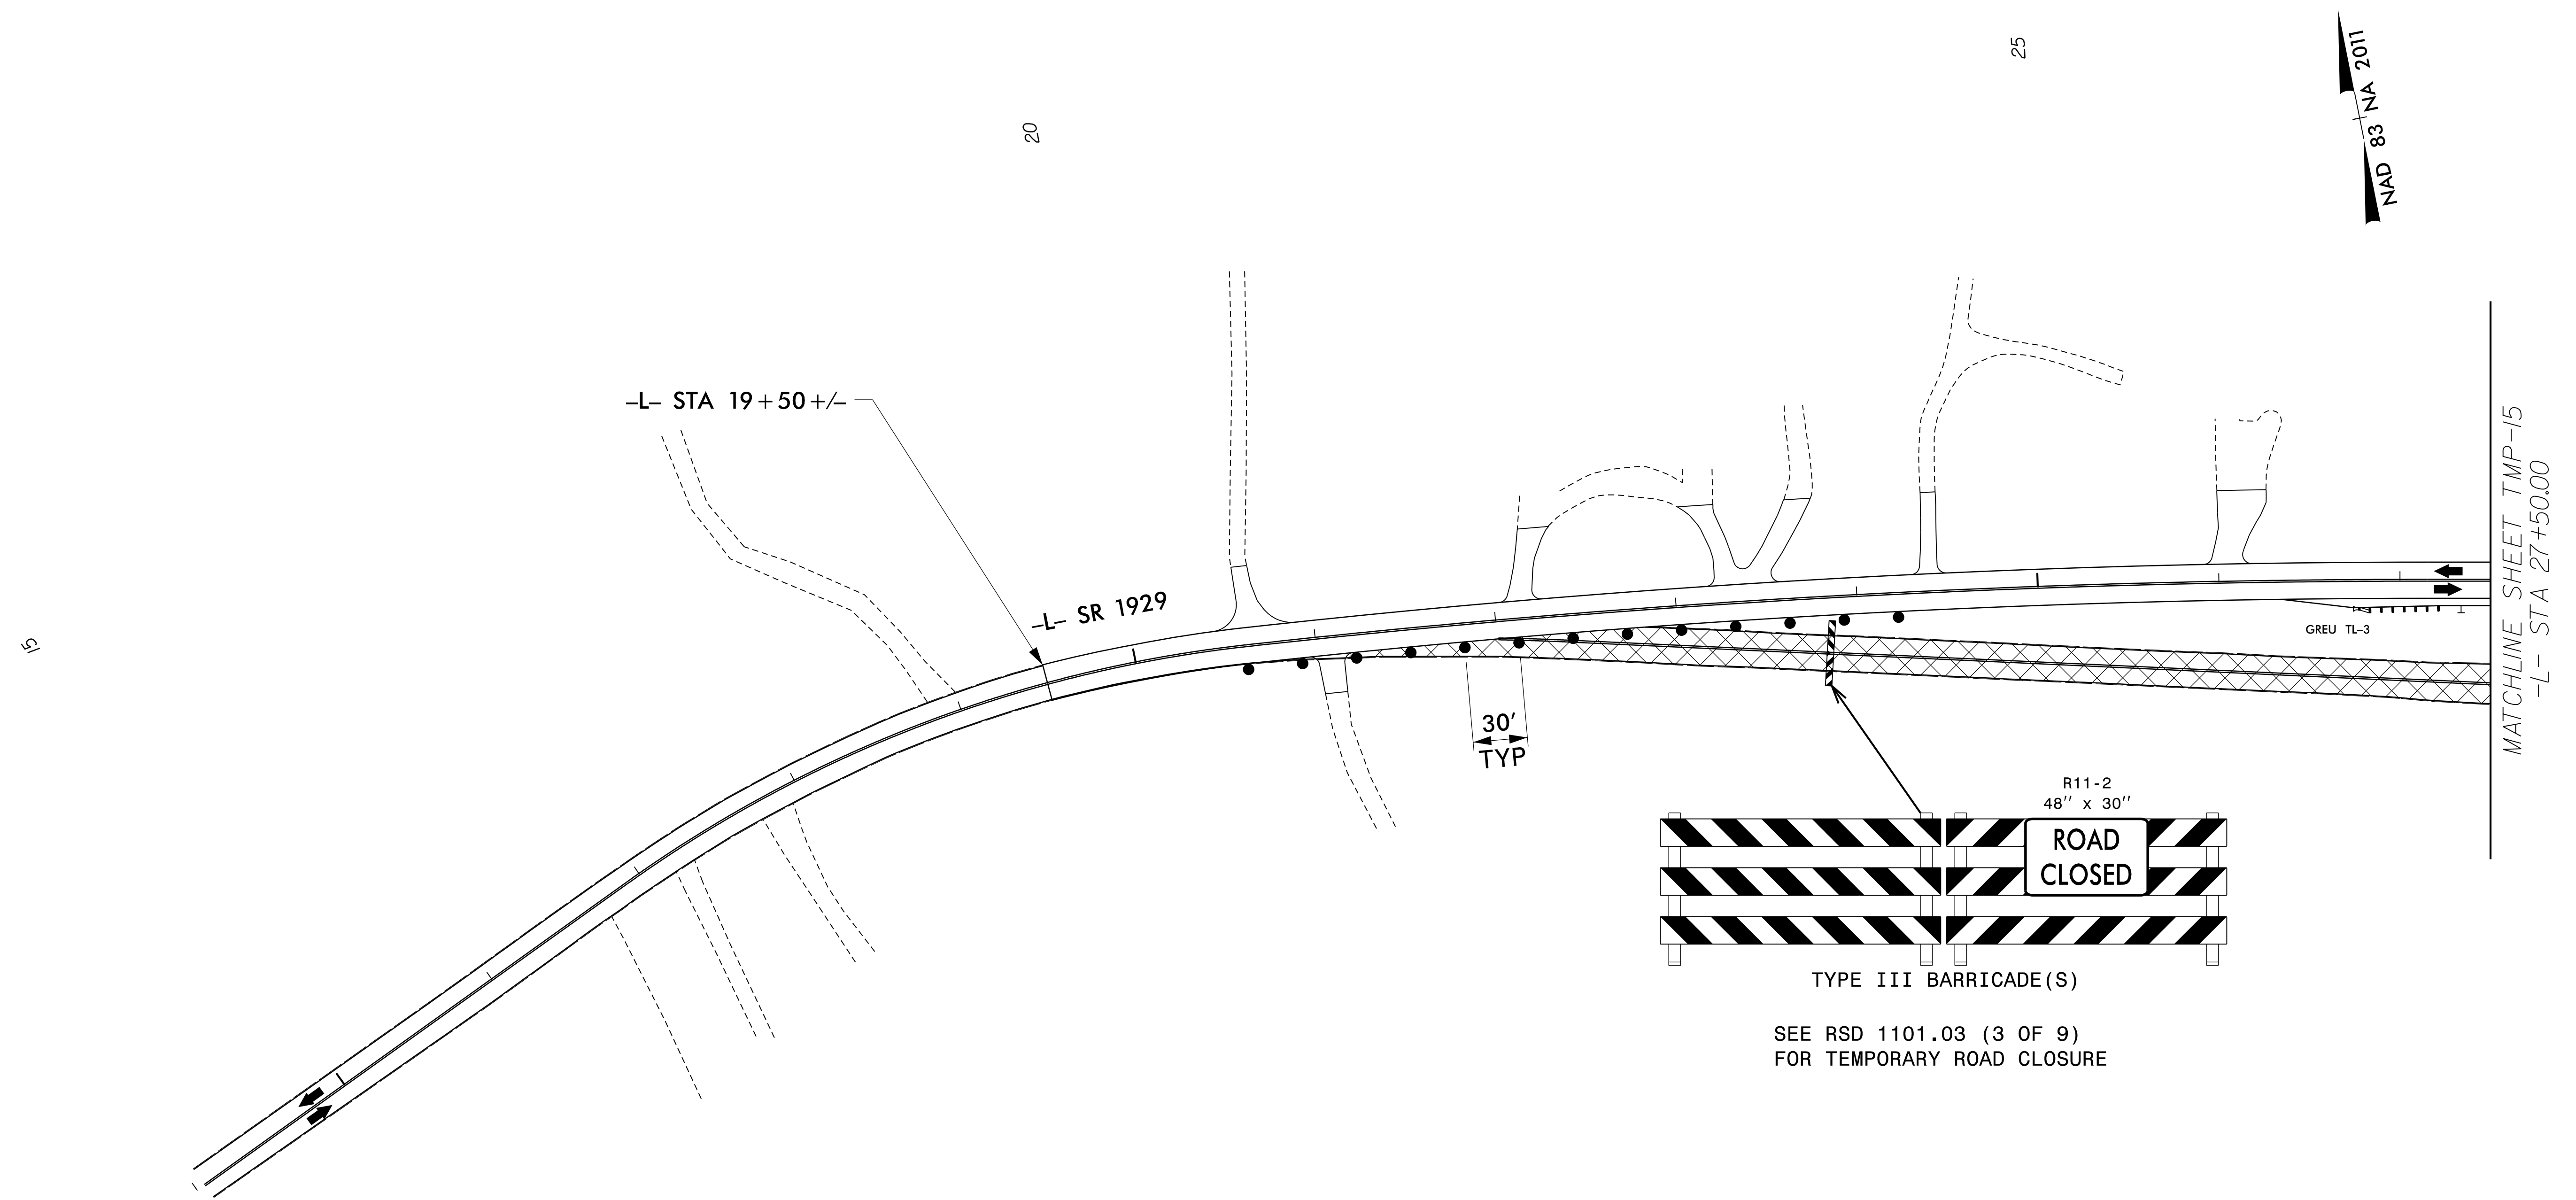 25
20
15
NAD 83 NA 2011
–L– STA 19+50+/–
–L– SR 1929
30'
TYP
GREU TL–3
MATCHLINE SHEET TMP–15
–L– STA 27+50.00
R11-2
48'' x 30''
ROAD
CLOSED
TYPE III BARRICADE(S)
SEE RSD 1101.03 (3 OF 9)
FOR TEMPORARY ROAD CLOSURE